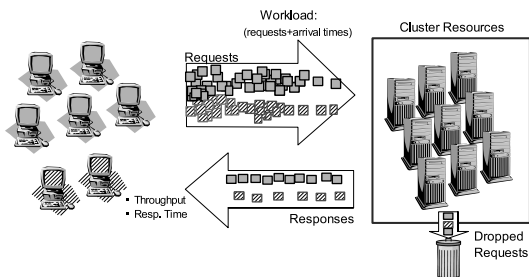 Workload:
(requests+arrival times)
Requests
Cluster Resources
▪ Throughput
▪ Resp. Time
Responses
Dropped
Requests